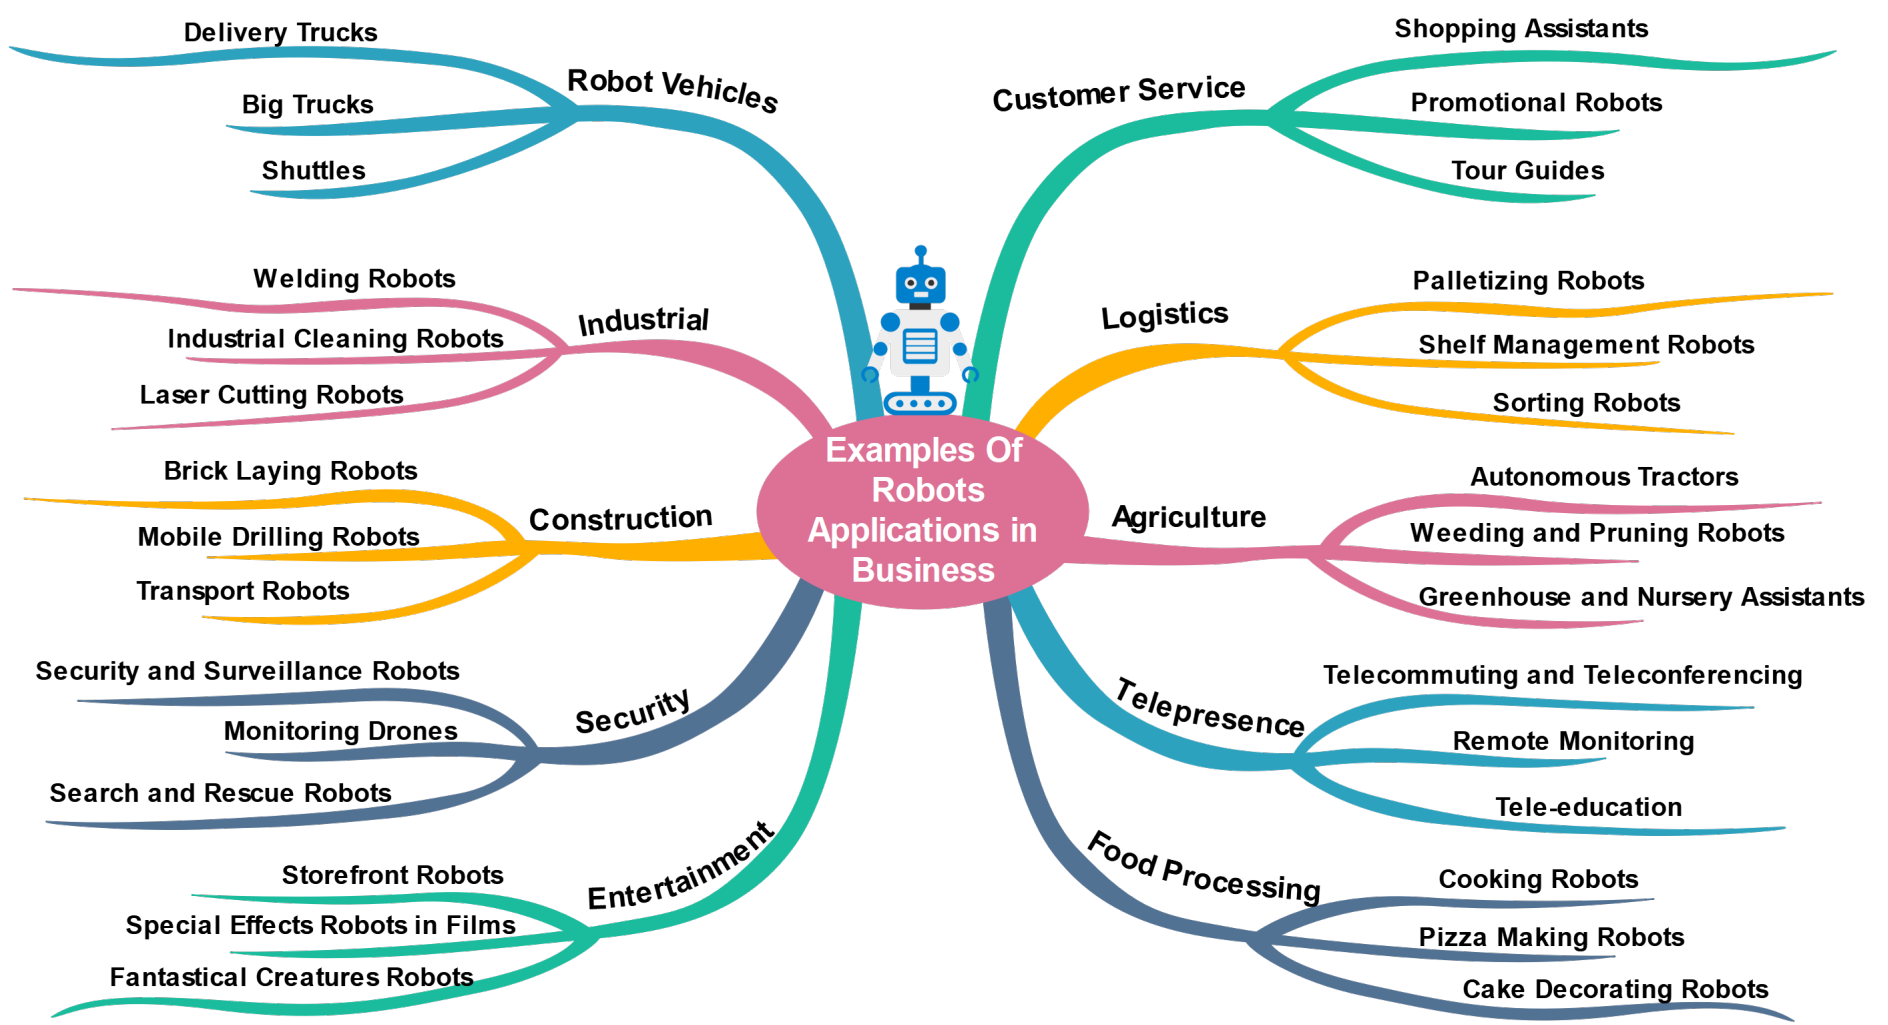 Delivery Trucks
Big Trucks
Shuttles
Robot Vehicles
Welding Robots
Industrial Cleaning Robots
Laser Cutting Robots
Industrial
Brick Laying Robots
Mobile Drilling Robots
Transport Robots
Construction
Security and Surveillance Robots
Monitoring Drones
Search and Rescue Robots
Security
Storefront Robots
Special Effects Robots in Films
Fantastical Creatures Robots
Entertainment
Examples Of
Robots
Applications in
Business
Customer Service
Shopping Assistants
Promotional Robots
Tour Guides
Logistics
Palletizing Robots
Shelf Management Robots
Sorting Robots
Agriculture
Autonomous Tractors
Weeding and Pruning Robots
Greenhouse and Nursery Assistants
Telepresence
Telecommuting and Teleconferencing
Remote Monitoring
Tele-education
Food Processing
Cooking Robots
Pizza Making Robots
Cake Decorating Robots